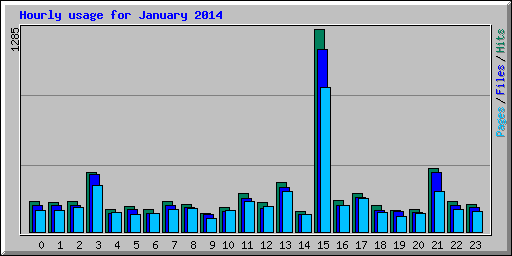 Hourly usage for January 2014
1285
Pages / Files / Hits
0 1 2 3 4 5 6 7 8 9 10 11 12 13 14 15 16 17 18 19 20 21 22 23